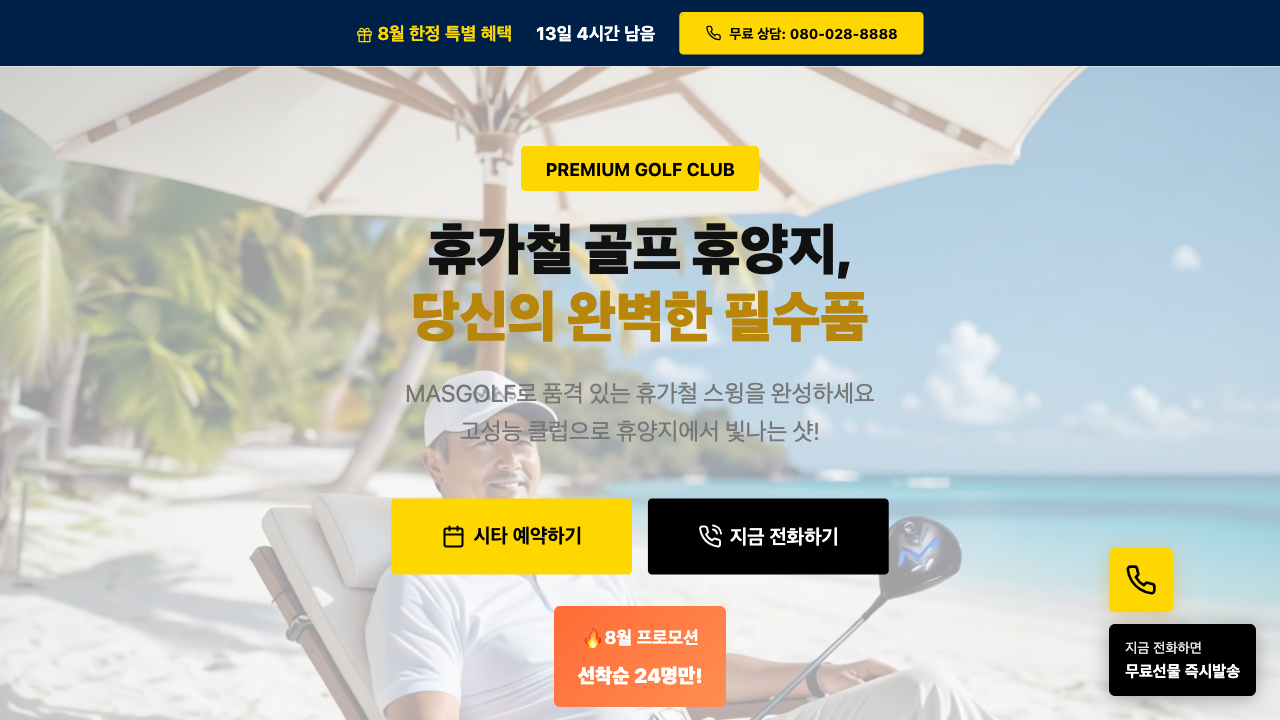 8월 한정 특별 혜택
13일 4시간 남음
무료 상담: 080-028-8888
PREMIUM GOLF CLUB
휴가철 골프 휴양지,
당신의 완벽한 필수품
MASGOLF로 품격 있는 휴가철 스윙을 완성하세요
고성능 클럽으로 휴양지에서 빛나는 샷!
시타 예약하기
지금 전화하기
🔥8월 프로모션
선착순 24명만!
지금 전화하면
무료선물 즉시발송